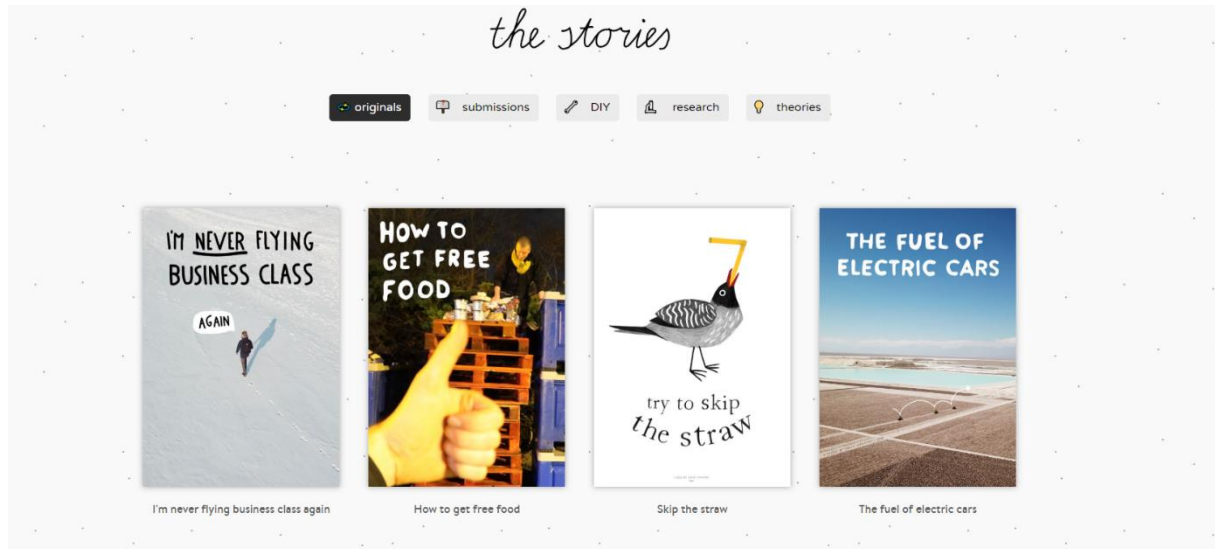 the stories
originals
submissions
DIY
research
theories
I'M NEVER FLYING
BUSINESS CLASS
AGAIN
HOW TO
GET FREE
FOOD
try to skip
the straw
THE FUEL OF
ELECTRIC CARS
I'm never flying business class again
How to get free food
Skip the straw
The fuel of electric cars